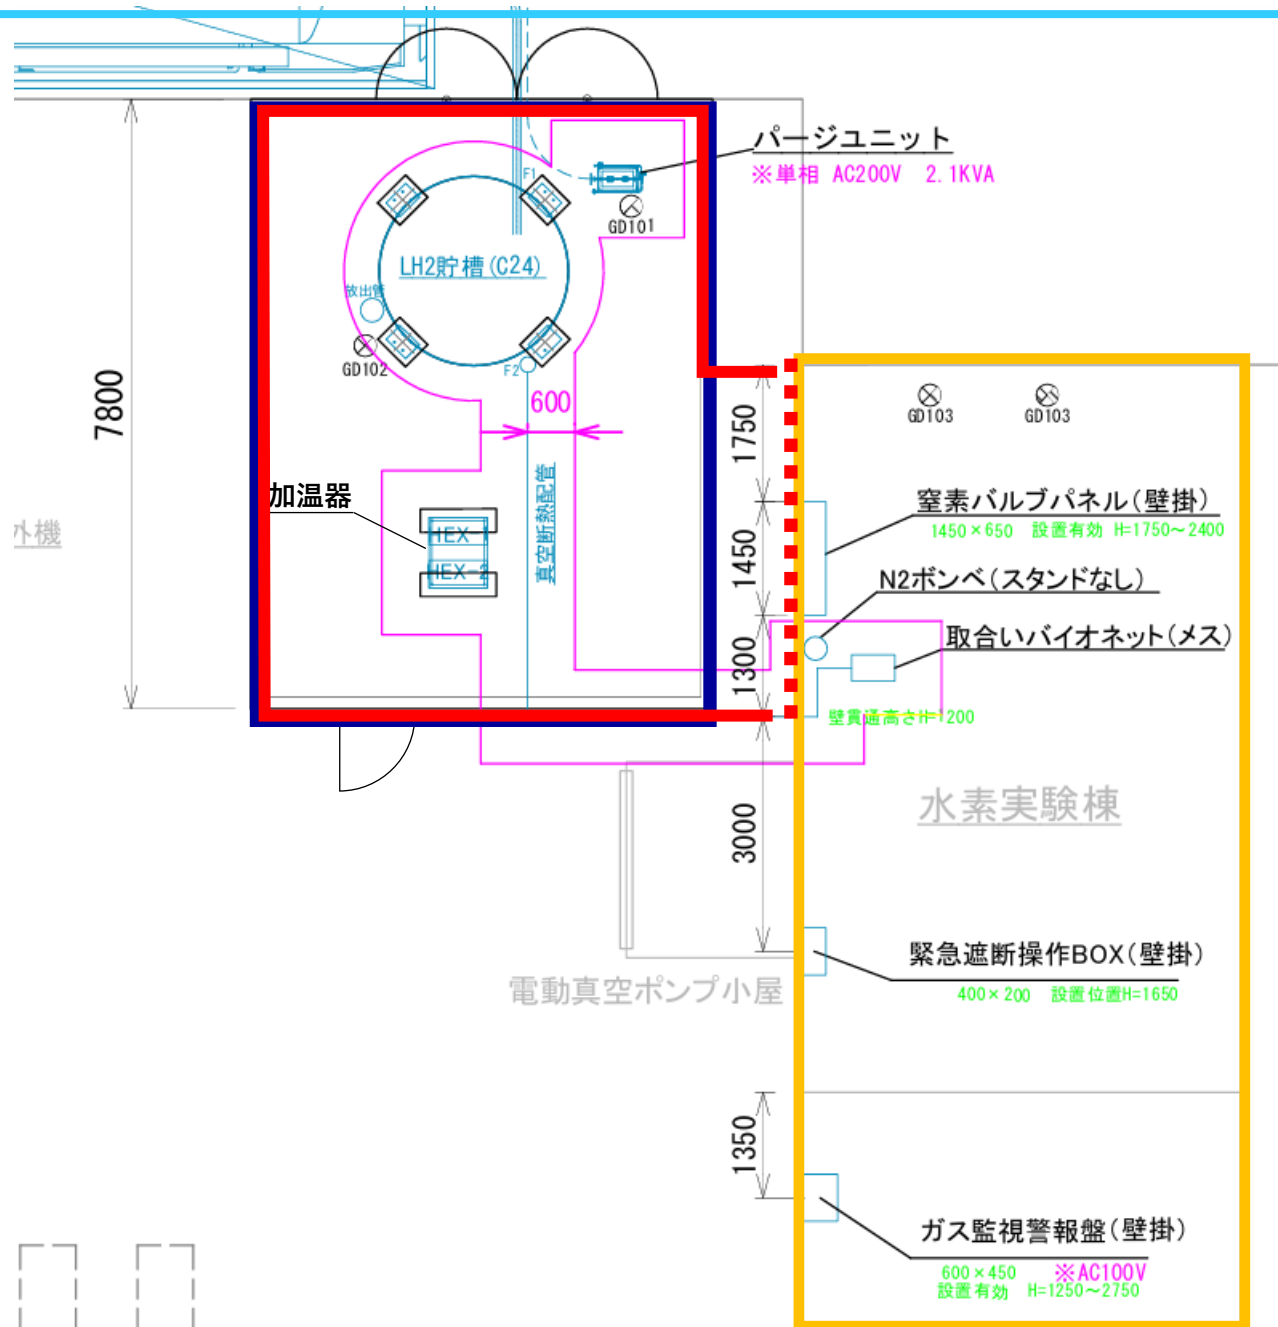 パージユニット
※単相 AC200V 2.1KVA
F1
GD101
LH2貯槽(C24)
放出管
GD102
F2
7800
600
1750
GD103
GD103
加温器
真空断熱配管
外機
HEX-1
HEX-2
1450
窒素バルブパネル(壁掛)
1450×650 設置有効 H=1750~2400
N2ボンベ(スタンドなし)
取合いバイオネット(メス)
1300
壁貫通高さH=1200
水素実験棟
3000
緊急遮断操作BOX(壁掛)
400×200 設置位置H=1650
電動真空ポンプ小屋
1350
ガス監視警報盤(壁掛)
600×450 ※AC100V
設置有効 H=1250~2750